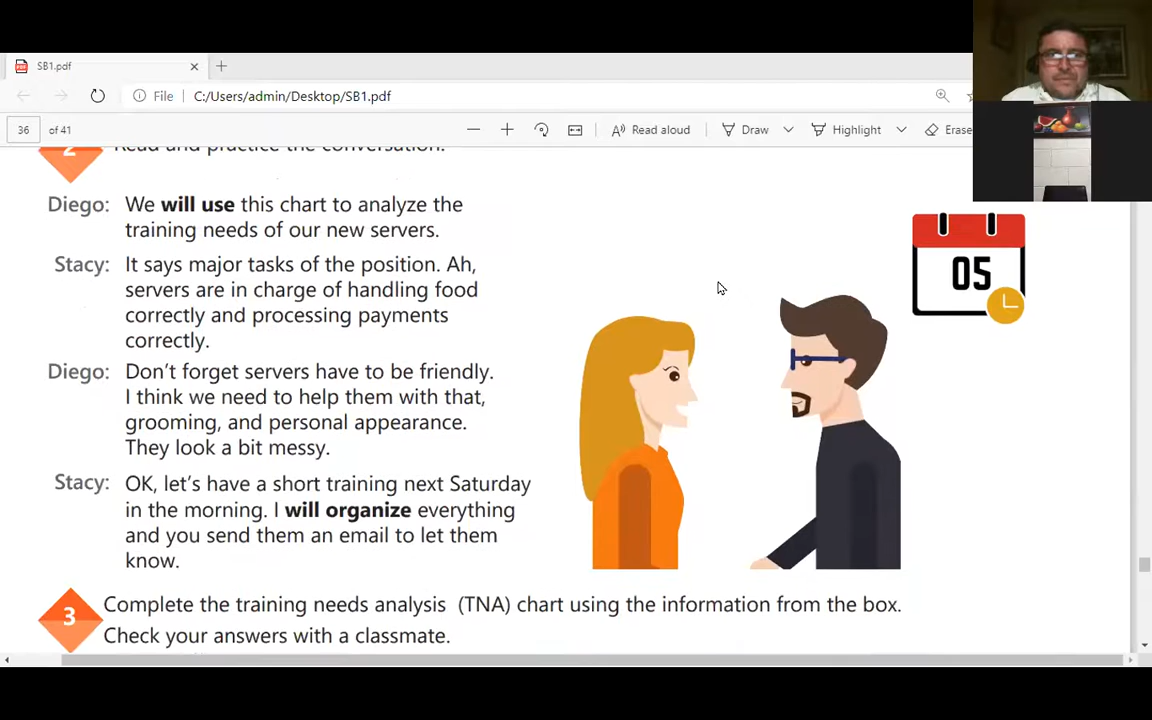 SB1.pdf
File
C:/Users/admin/Desktop/SB1.pdf
36 of 41
Read aloud
Draw
Highlight
Erase
2 Read and practice the conversation.
Diego: We will use this chart to analyze the
training needs of our new servers.
Stacy: It says major tasks of the position. Ah,
servers are in charge of handling food
correctly and processing payments
correctly.
Diego: Don't forget servers have to be friendly.
I think we need to help them with that,
grooming, and personal appearance.
They look a bit messy.
Stacy: OK, let's have a short training next Saturday
in the morning. I will organize everything
and you send them an email to let them
know.
05
3 Complete the training needs analysis (TNA) chart using the information from the box.
Check your answers with a classmate.